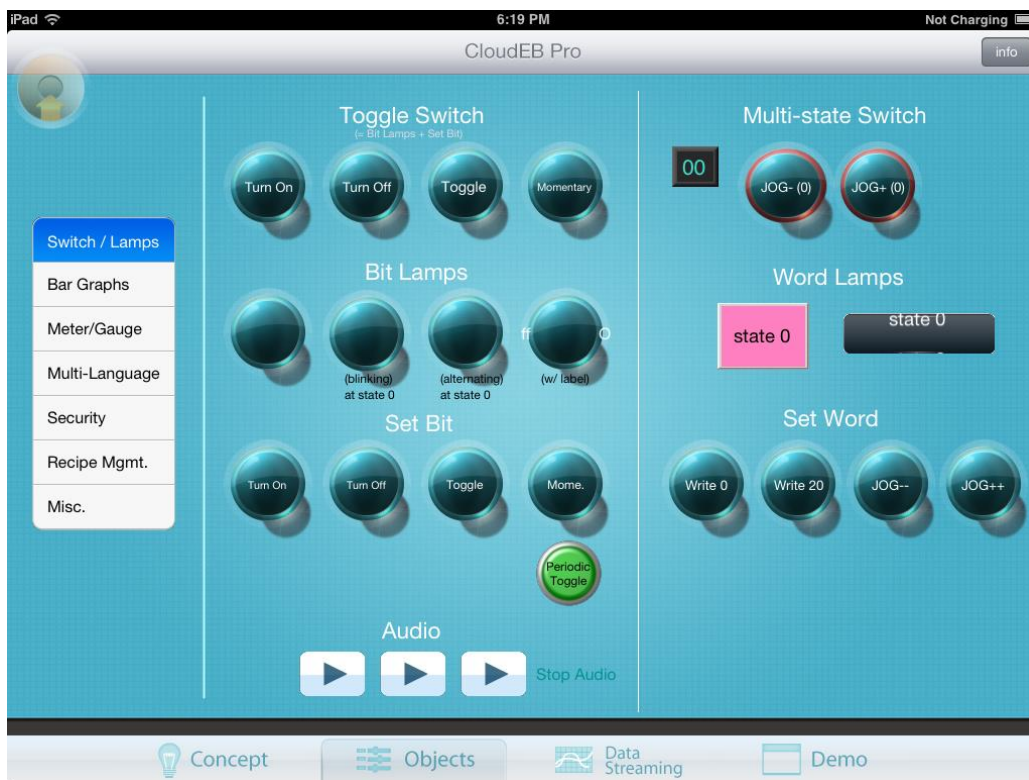 iPad 6:19 PM Not Charging
CloudEB Pro
info
Switch / Lamps
Bar Graphs
Meter/Gauge
Multi-Language
Security
Recipe Mgmt.
Misc.
Toggle Switch
(= Bit Lamps + Set Bit)
Turn On Turn Off Toggle Momentary
Bit Lamps
ff O
(blinking) (alternating) (w/ label)
at state 0 at state 0
Set Bit
Turn On Turn Off Toggle Mome.
Periodic
Toggle
Audio
Stop Audio
Multi-state Switch
00 JOG- (0) JOG+ (0)
Word Lamps
state 0 state 0
Set Word
Write 0 Write 20 JOG-- JOG++
Concept Objects Data Streaming Demo